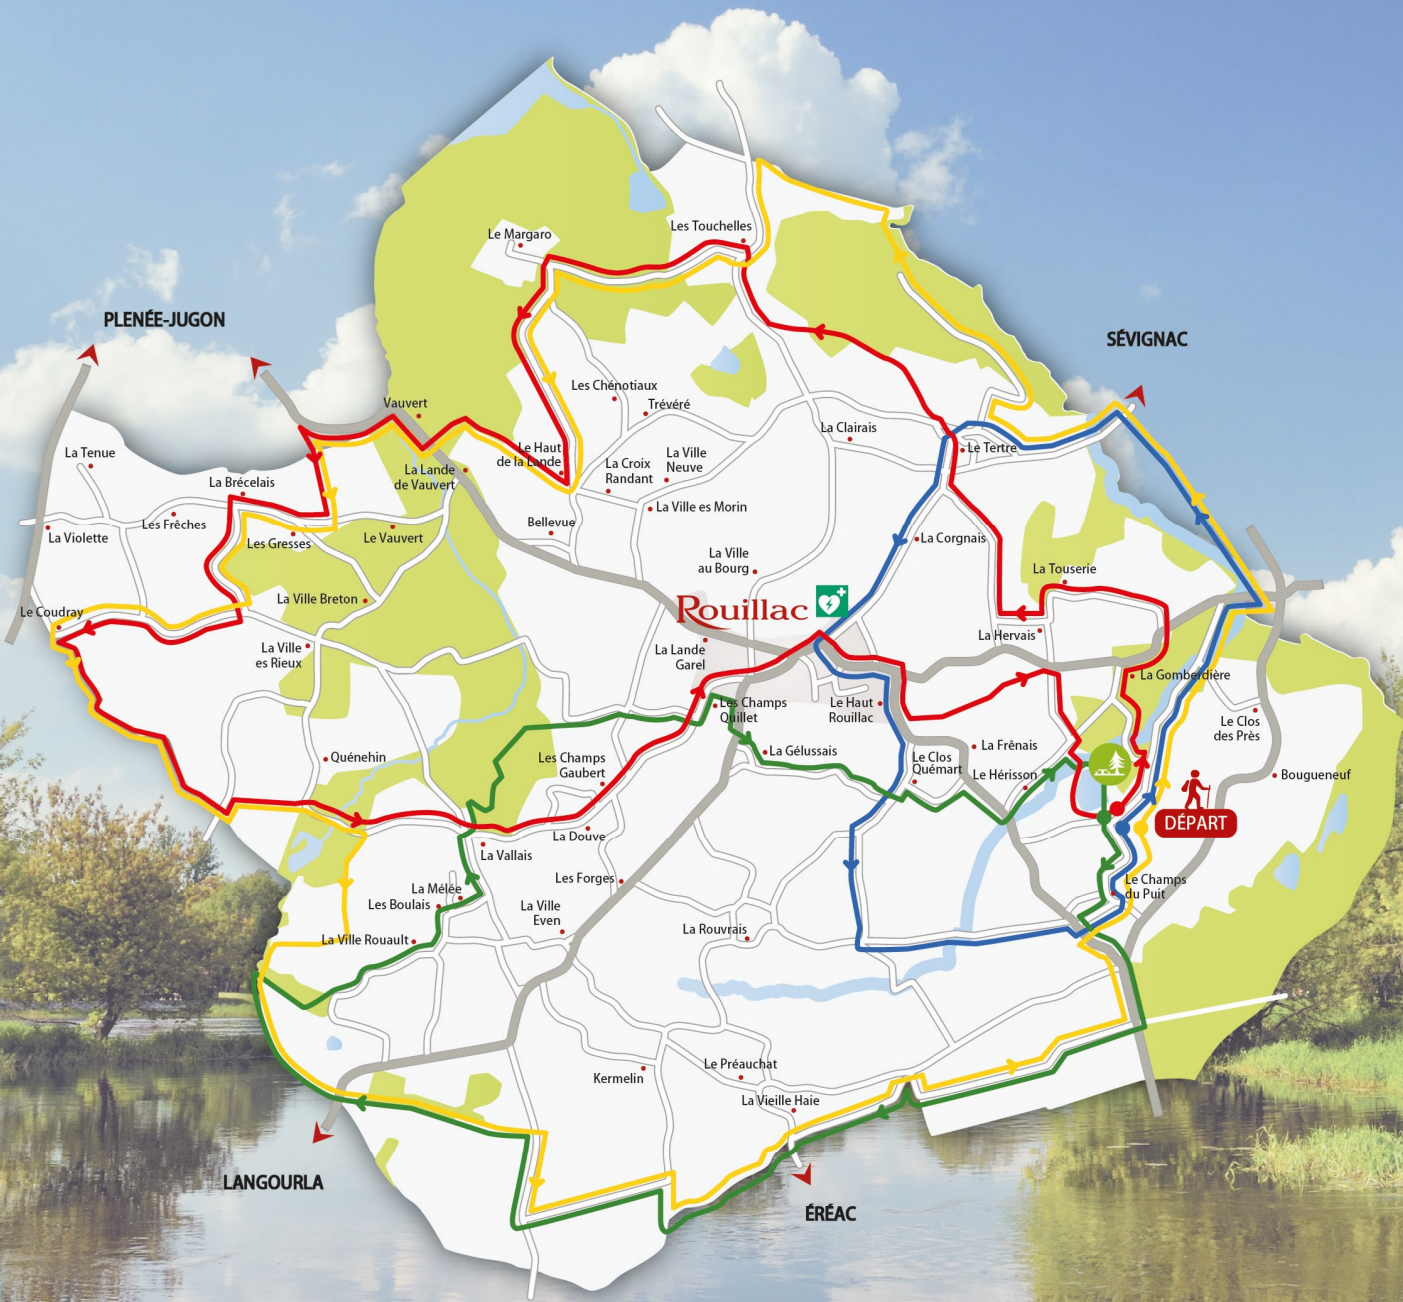 Les Touchelles
Le Margaro
PLENÉE-JUGON
SÉVIGNAC
Les Chénotiaux
Trévéré
Vauvert
La Clairais
Le Tertre
La Tenue
Le Haut
de la Lande
La Ville
Neuve
La Croix
Randant
La Lande
de Vauvert
La Brécelais
La Ville es Morin
Les Frêches
Bellevue
La Violette
Le Vauvert
Les Gresses
La Corgnais
La Ville
au Bourg
La Touserie
La Ville Breton
Rouillac
Le Coudray
La Hervais
La Ville
es Rieux
La Lande
Garel
La Gomberdière
Les Champs
Quillet
Le Haut
Rouillac
Le Clos
des Près
La Frênais
La Gélussais
Quénehin
Les Champs
Gaubert
Le Clos
Quémart
Le Hérisson
Bougueneuf
DÉPART
La Douve
La Vallais
Les Forges
Le Champs
du Puit
La Mélée
Les Boulais
La Ville
Even
La Rouvrais
La Ville Rouault
Le Préauchat
Kermelin
La Vieille Haie
LANGOURLA
ÉRÉAC